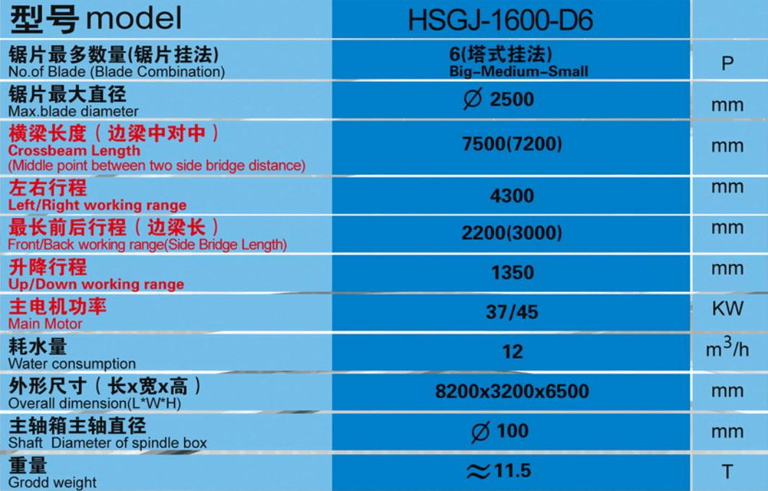 型号 model HSGJ-1600-D6
锯片最多数量(锯片挂法) 6(塔式挂法) P
No.of Blade (Blade Combination) Big-Medium-Small
锯片最大直径 Ø 2500 mm
Max.blade diameter
横梁长度（边梁中对中） 7500(7200) mm
Crossbeam Length
(Middle point between two side bridge distance)
左右行程 4300 mm
Left/Right working range
最长前后行程（边梁长） 2200(3000) mm
Front/Back working range(Side Bridge Length)
升降行程 1350 mm
Up/Down working range
主电机功率 37/45 KW
Main Motor
耗水量 12 m³/h
Water consumption
外形尺寸（长x宽x高） 8200x3200x6500 mm
Overall dimension(L*W*H)
主轴箱主轴直径 Ø 100 mm
Shaft Diameter of spindle box
重量 ≈11.5 T
Grodd weight